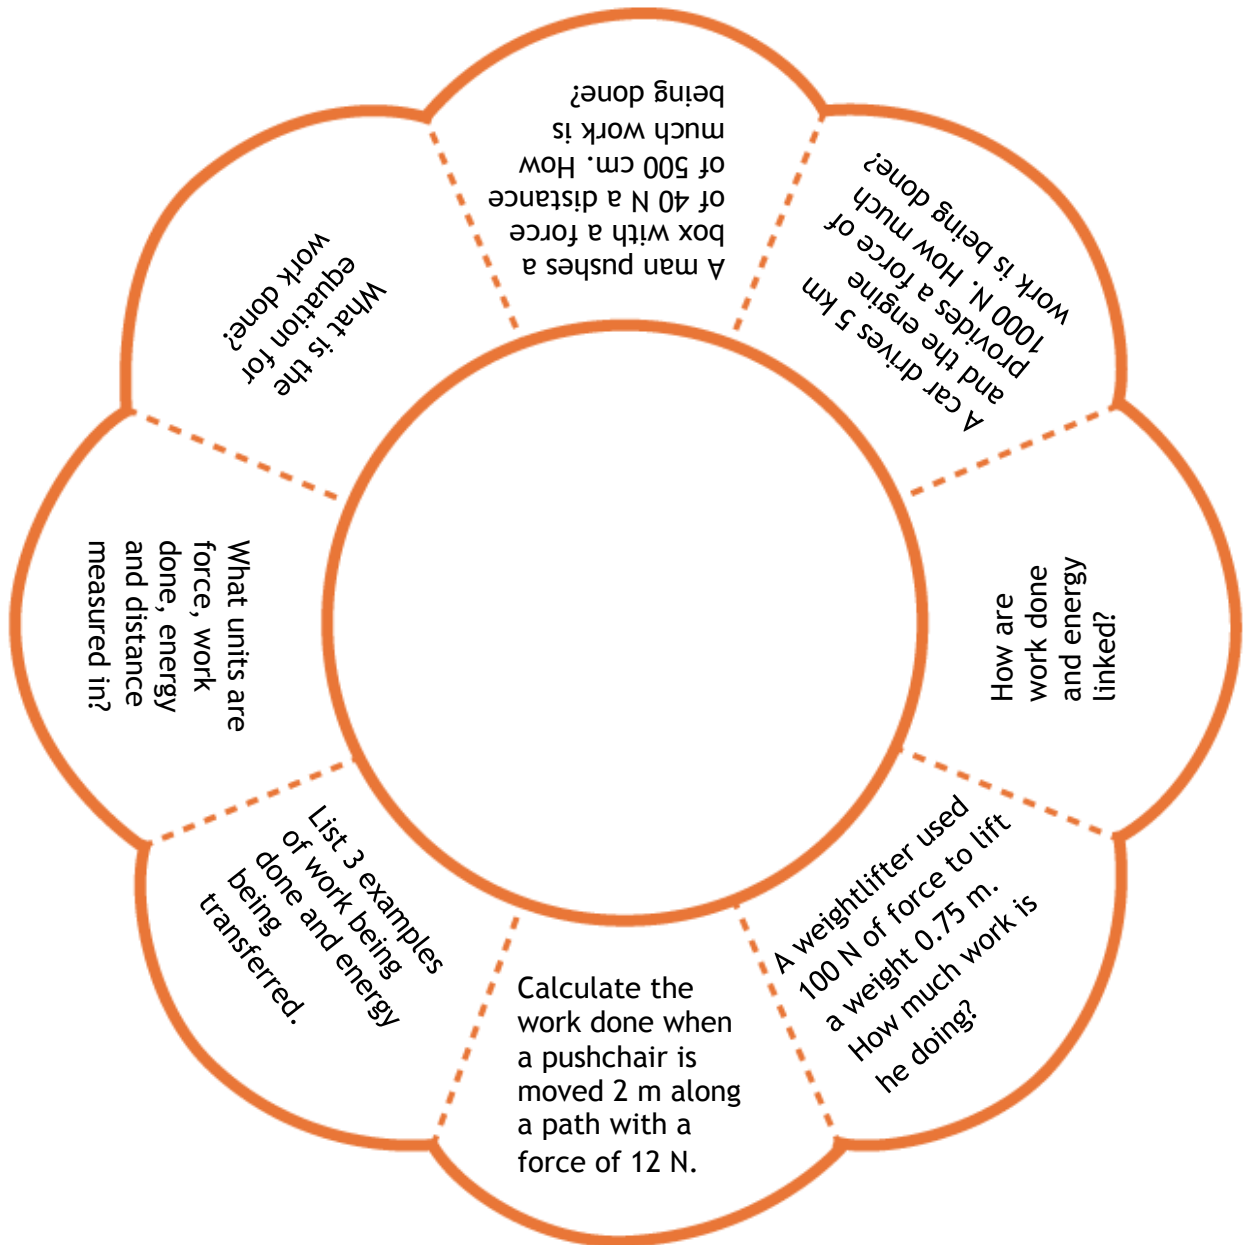 A man pushes a
box with a force
of 40 N a distance
of 500 cm. How
much work is
being done?
A car drives 5 km
and the engine
provides a force of
1000 N. How much
work is being done?
How are
work done
and energy
linked?
A weightlifter used
100 N of force to lift
a weight 0.75 m.
How much work is
he doing?
Calculate the
work done when
a pushchair is
moved 2 m along
a path with a
force of 12 N.
List 3 examples
of work being
done and energy
being
transferred.
What units are
force, work
done, energy
and distance
measured in?
What is the
equation for
work done?